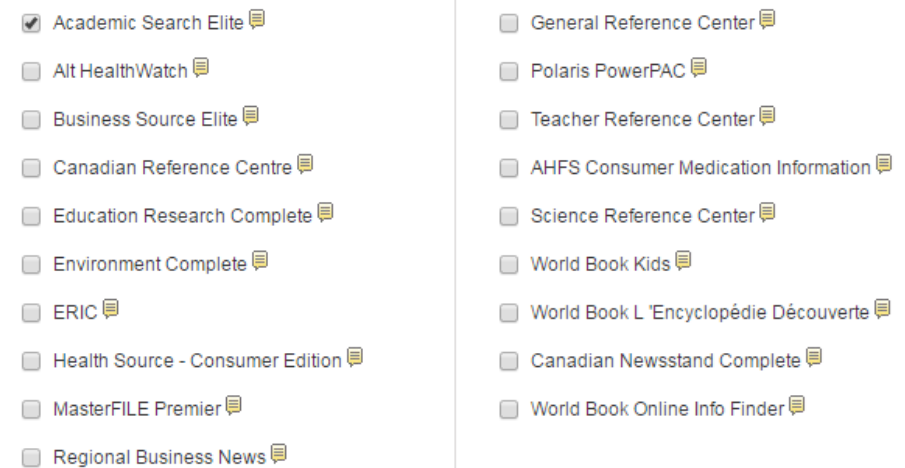 Academic Search Elite
Alt HealthWatch
Business Source Elite
Canadian Reference Centre
Education Research Complete
Environment Complete
ERIC
Health Source - Consumer Edition
MasterFILE Premier
Regional Business News
General Reference Center
Polaris PowerPAC
Teacher Reference Center
AHFS Consumer Medication Information
Science Reference Center
World Book Kids
World Book L 'Encyclopédie Découverte
Canadian Newsstand Complete
World Book Online Info Finder